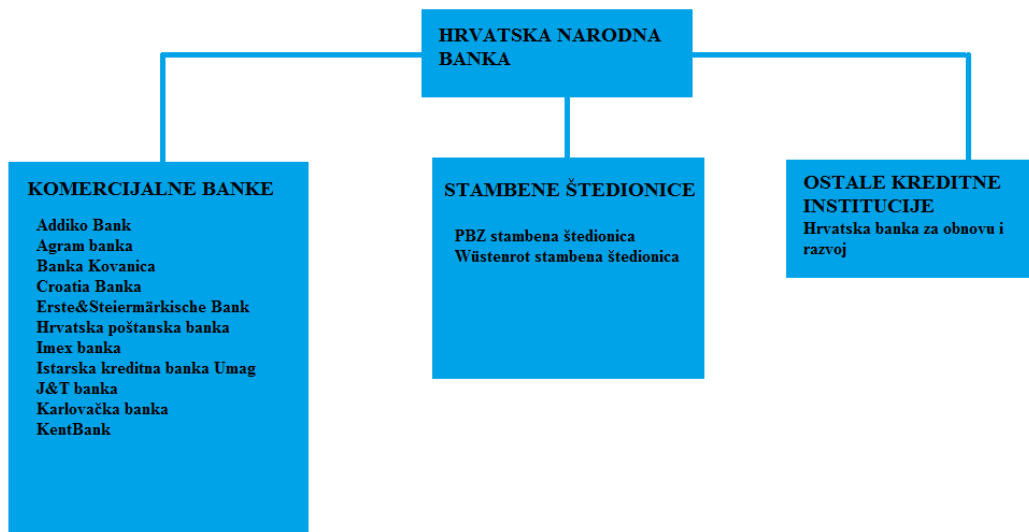 HRVATSKA NARODNA
BANKA
KOMERCIJALNE BANKE
Addiko Bank
Agram banka
Banka Kovanica
Croatia Banka
Erste&Steiermärkische Bank
Hrvatska poštanska banka
Imex banka
Istarska kreditna banka Umag
J&T banka
Karlovačka banka
KentBank
STAMBENE ŠTEDIONICE
PBZ stambena štedionica
Wüstenrot stambena štedionica
OSTALE KREDITNE
INSTITUCIJE
Hrvatska banka za obnovu i
razvoj